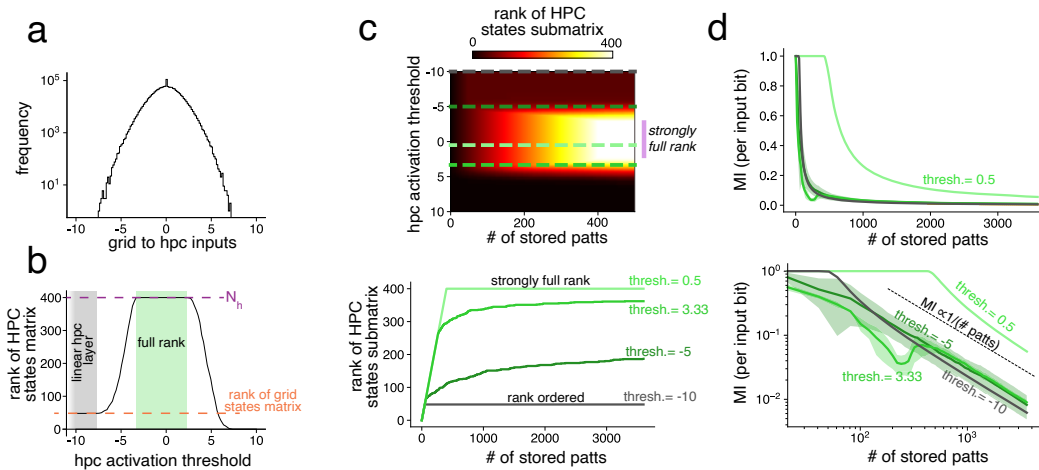 a
frequency
10^5
10^3
10^1
-10
-5
0
5
10
grid to hpc inputs
b
rank of HPC
states matrix
400
300
200
100
0
linear hpc
layer
full rank
N_h
rank of grid
states matrix
-10
-5
0
5
10
hpc activation threshold
c
rank of HPC
states submatrix
0
400
hpc activation threshold
-10
-5
0
5
10
strongly
full rank
0
200
400
# of stored patts
rank of HPC
states submatrix
400
300
200
100
0
strongly full rank
thresh.= 0.5
thresh.= 3.33
thresh.= -5
rank ordered
thresh.= -10
0
1000
2000
3000
# of stored patts
d
MI (per input bit)
1.0
0.8
0.6
0.4
0.2
0.0
thresh.= 0.5
0
1000
2000
3000
# of stored patts
MI (per input bit)
10^0
10^-1
10^-2
MI ∝1/(# patts)
thresh.= 0.5
thresh.= -5
thresh.= 3.33
thresh.= -10
10^2
10^3
# of stored patts